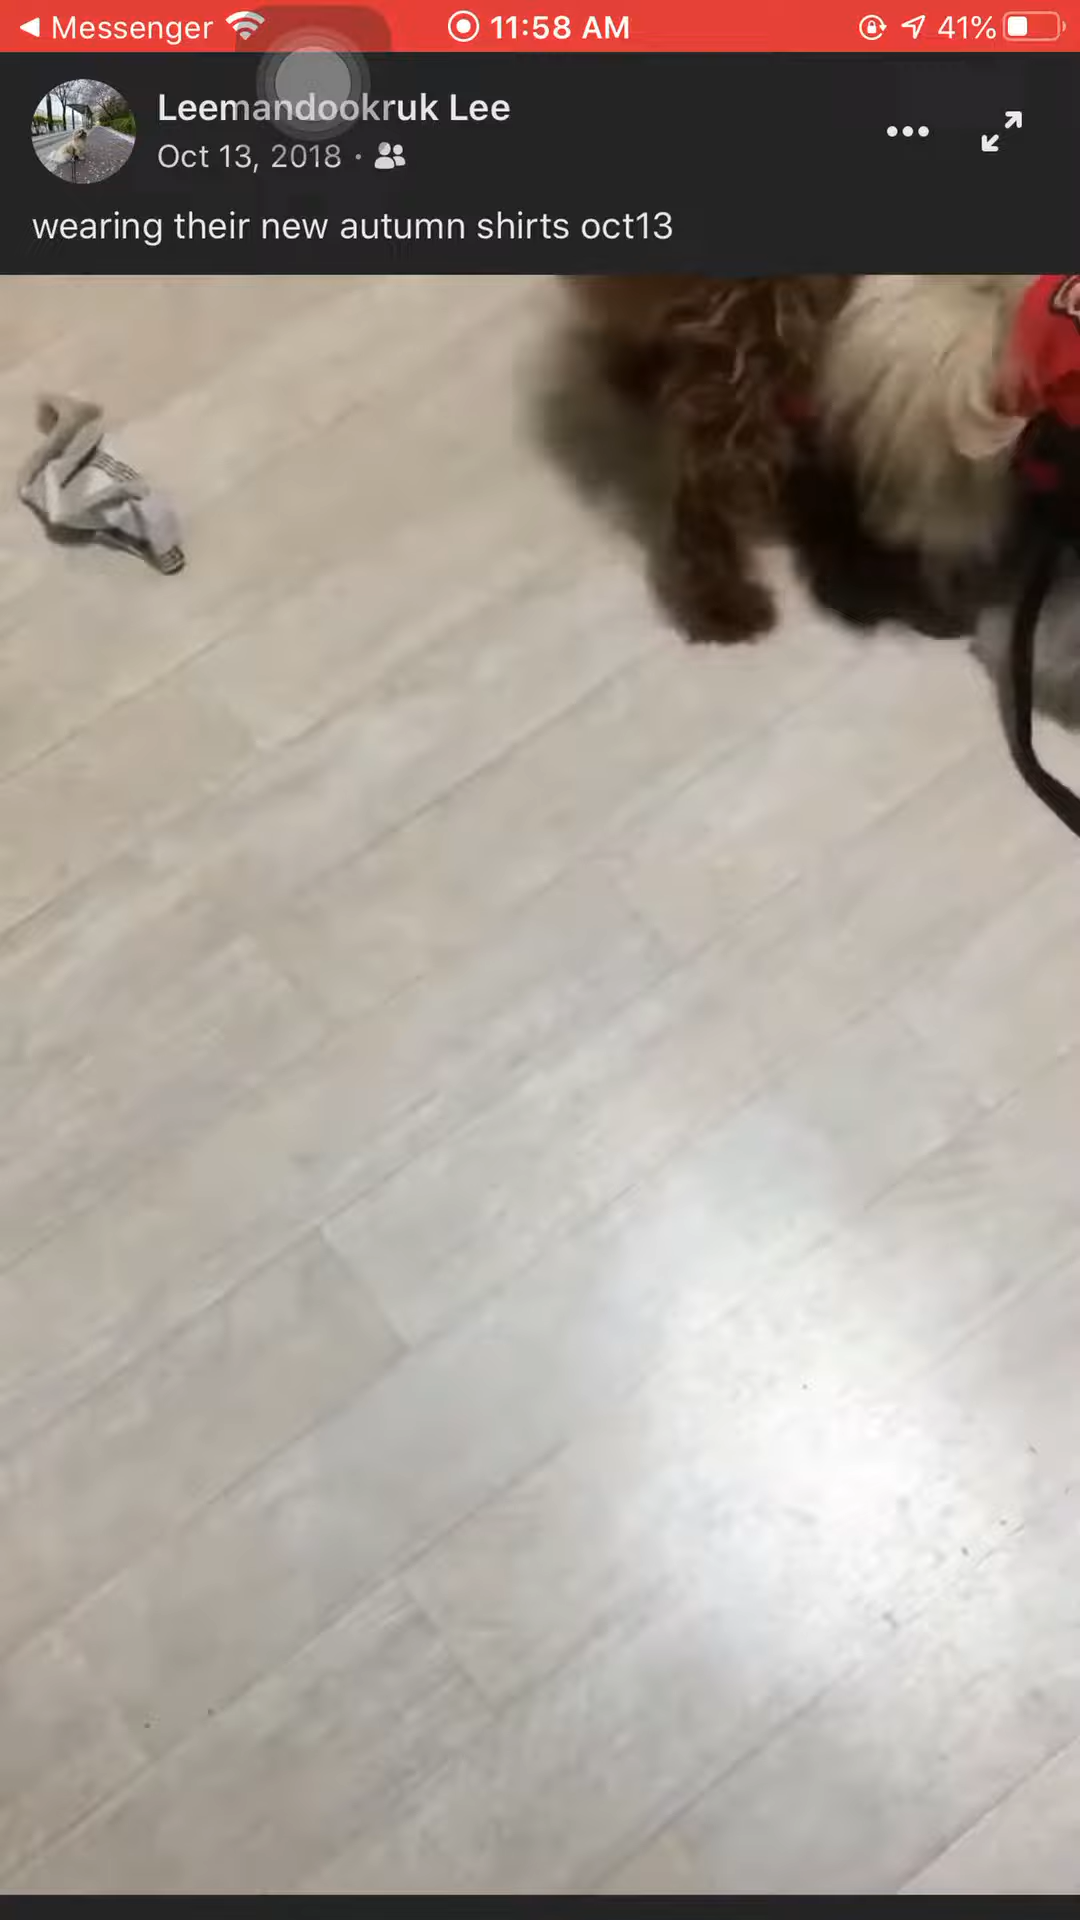 Messenger 11:58 AM 41%
Leemandookruk Lee
Oct 13, 2018 ·
wearing their new autumn shirts oct13